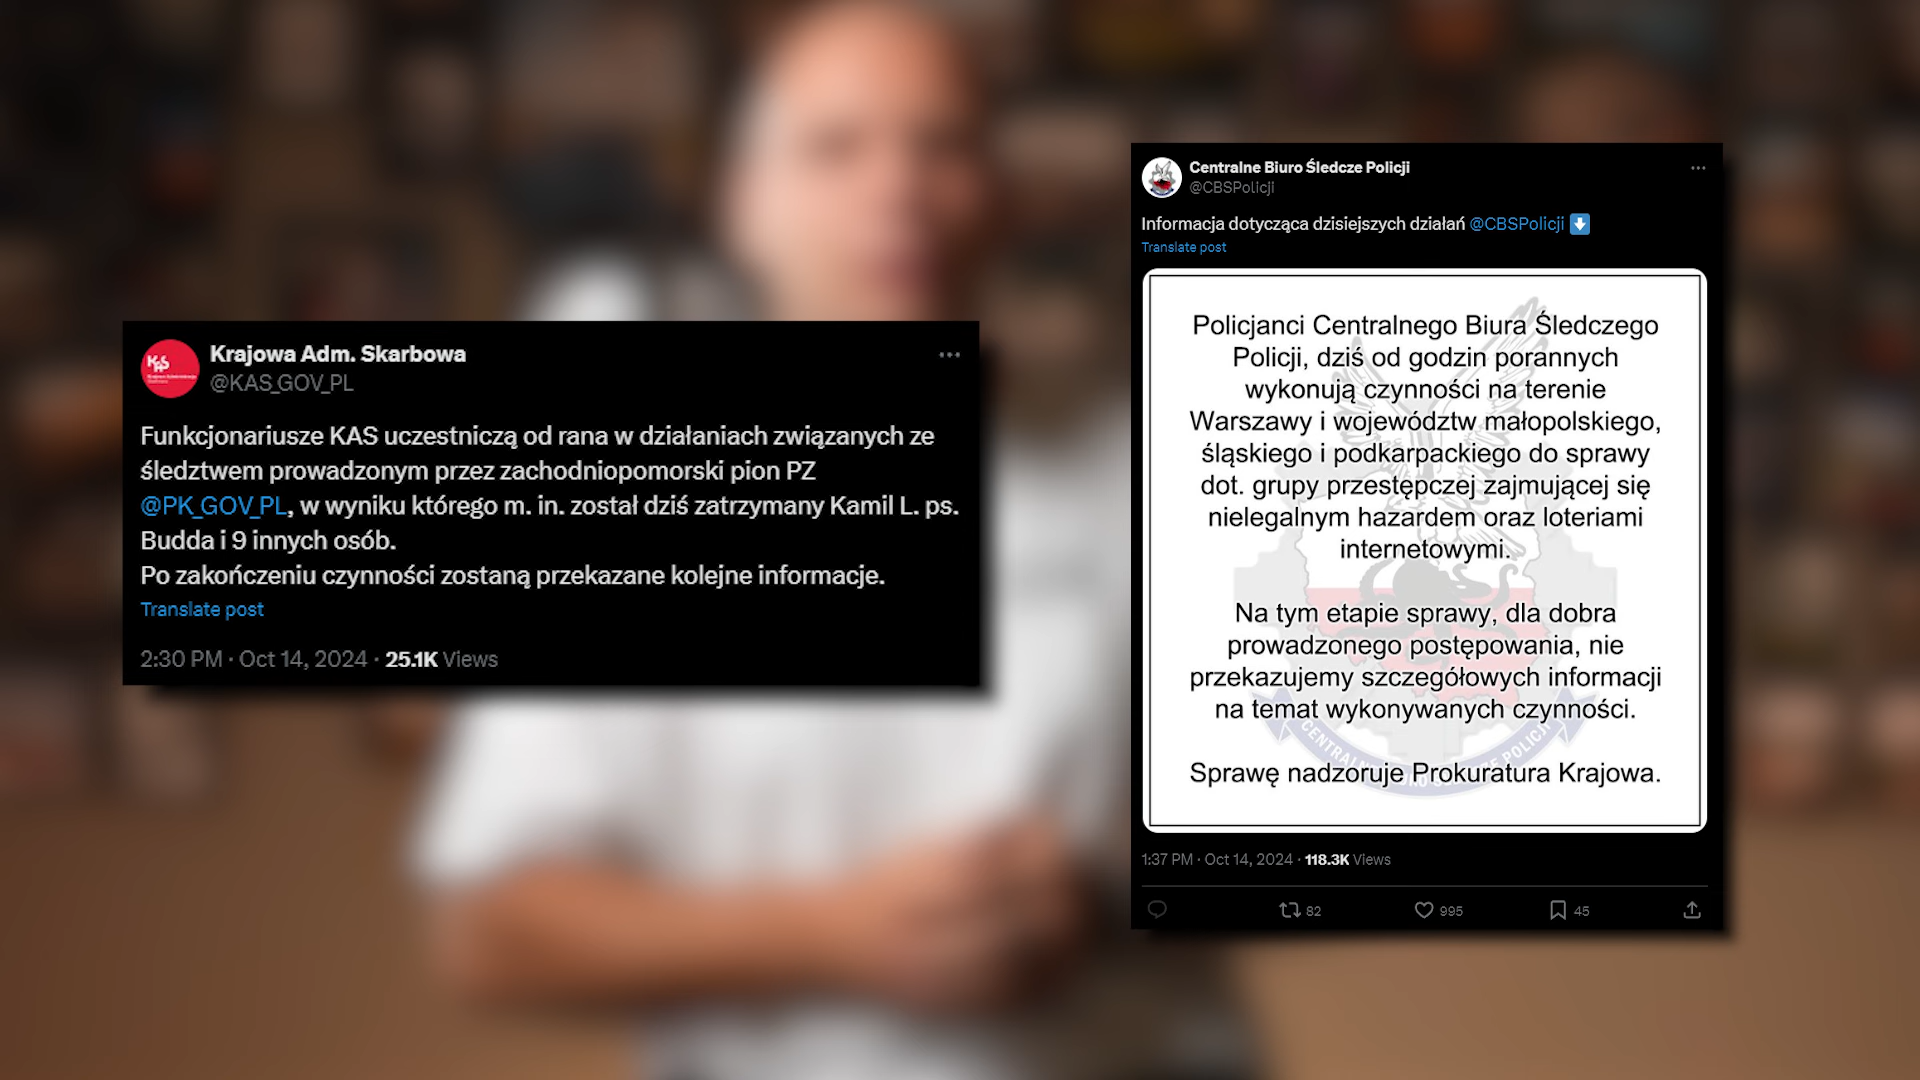 Krajowa Adm. Skarbowa
@KAS_GOV_PL
Funkcjonariusze KAS uczestniczą od rana w działaniach związanych ze
śledztwem prowadzonym przez zachodniopomorski pion PZ
@PK_GOV_PL, w wyniku którego m. in. został dziś zatrzymany Kamil L. ps.
Budda i 9 innych osób.
Po zakończeniu czynności zostaną przekazane kolejne informacje.
Translate post
2:30 PM · Oct 14, 2024 · 25.1K Views
Centralne Biuro Śledcze Policji
@CBSPolicji
Informacja dotycząca dzisiejszych działań @CBSPolicji
Translate post
Policjanci Centralnego Biura Śledczego
Policji, dziś od godzin porannych
wykonują czynności na terenie
Warszawy i województw małopolskiego,
śląskiego i podkarpackiego do sprawy
dot. grupy przestępczej zajmującej się
nielegalnym hazardem oraz loteriami
internetowymi.
Na tym etapie sprawy, dla dobra
prowadzonego postępowania, nie
przekazujemy szczegółowych informacji
na temat wykonywanych czynności.
Sprawę nadzoruje Prokuratura Krajowa.
1:37 PM · Oct 14, 2024 · 118.3K Views
82 995 45